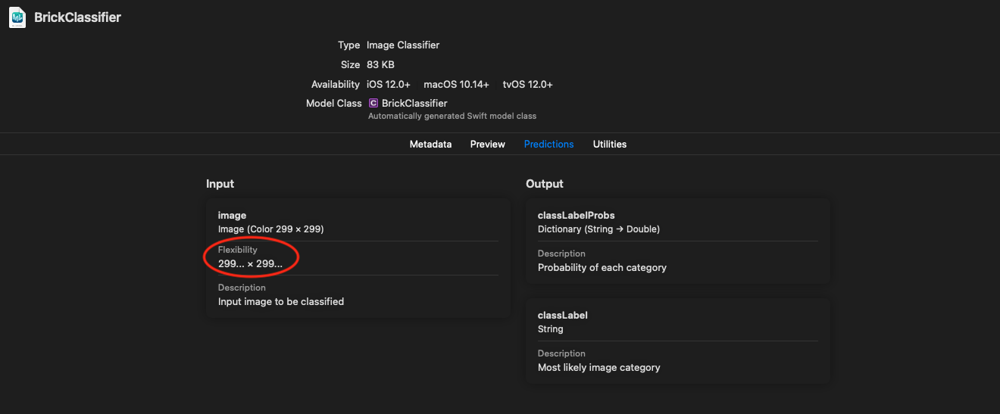 BrickClassifier
Type Image Classifier
Size 83 KB
Availability iOS 12.0+ macOS 10.14+ tvOS 12.0+
Model Class C BrickClassifier
Automatically generated Swift model class
Metadata Preview Predictions Utilities
Input
image
Image (Color 299 × 299)
Flexibility
299... × 299...
Description
Input image to be classified
Output
classLabelProbs
Dictionary (String → Double)
Description
Probability of each category
classLabel
String
Description
Most likely image category